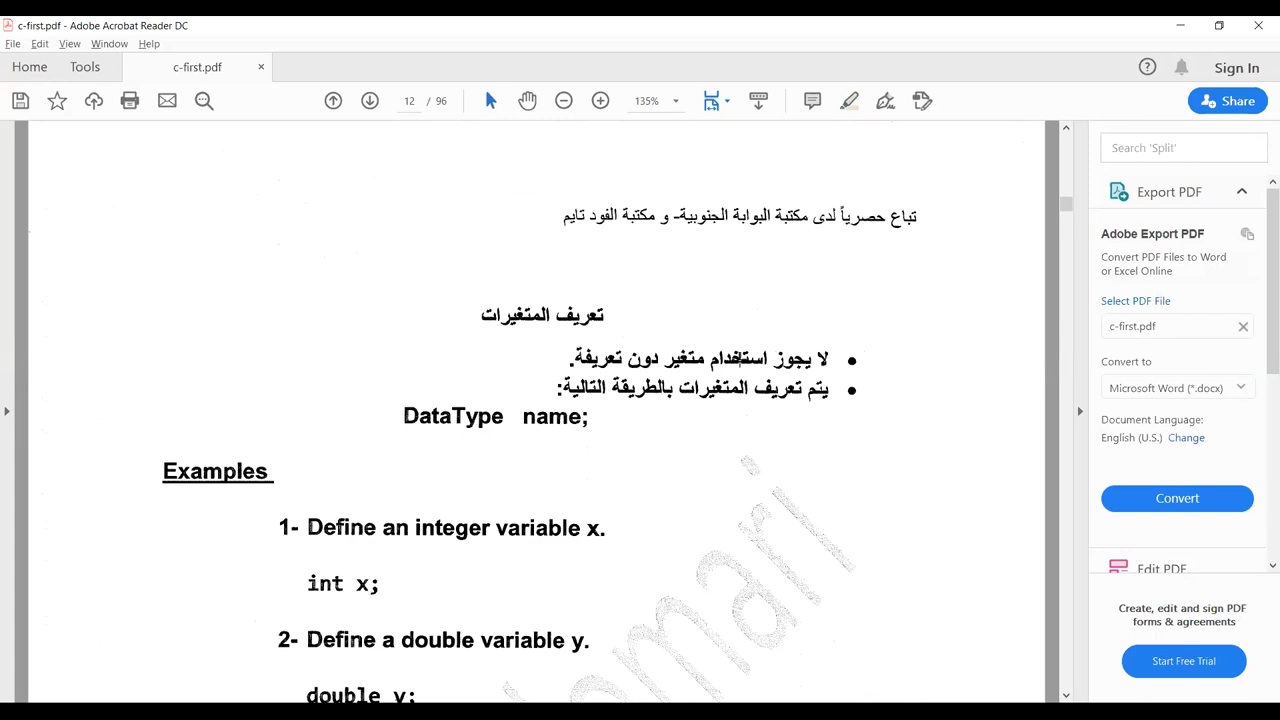 c-first.pdf - Adobe Acrobat Reader DC
File Edit View Window Help
Home Tools c-first.pdf × Sign In
12 / 96 135% Share
تباع حصرياً لدى مكتبة البوابة الجنوبية- و مكتبة الفود تايم
تعريف المتغيرات
• لا يجوز استخدام متغير دون تعريفة.
• يتم تعريف المتغيرات بالطريقة التالية:
DataType name;
Examples
1- Define an integer variable x.
int x;
2- Define a double variable y.
double y;
Search 'Split'
Export PDF
Adobe Export PDF
Convert PDF Files to Word
or Excel Online
Select PDF File
c-first.pdf
Convert to
Microsoft Word (*.docx)
Document Language:
English (U.S.) Change
Convert
Edit PDF
Create, edit and sign PDF
forms & agreements
Start Free Trial